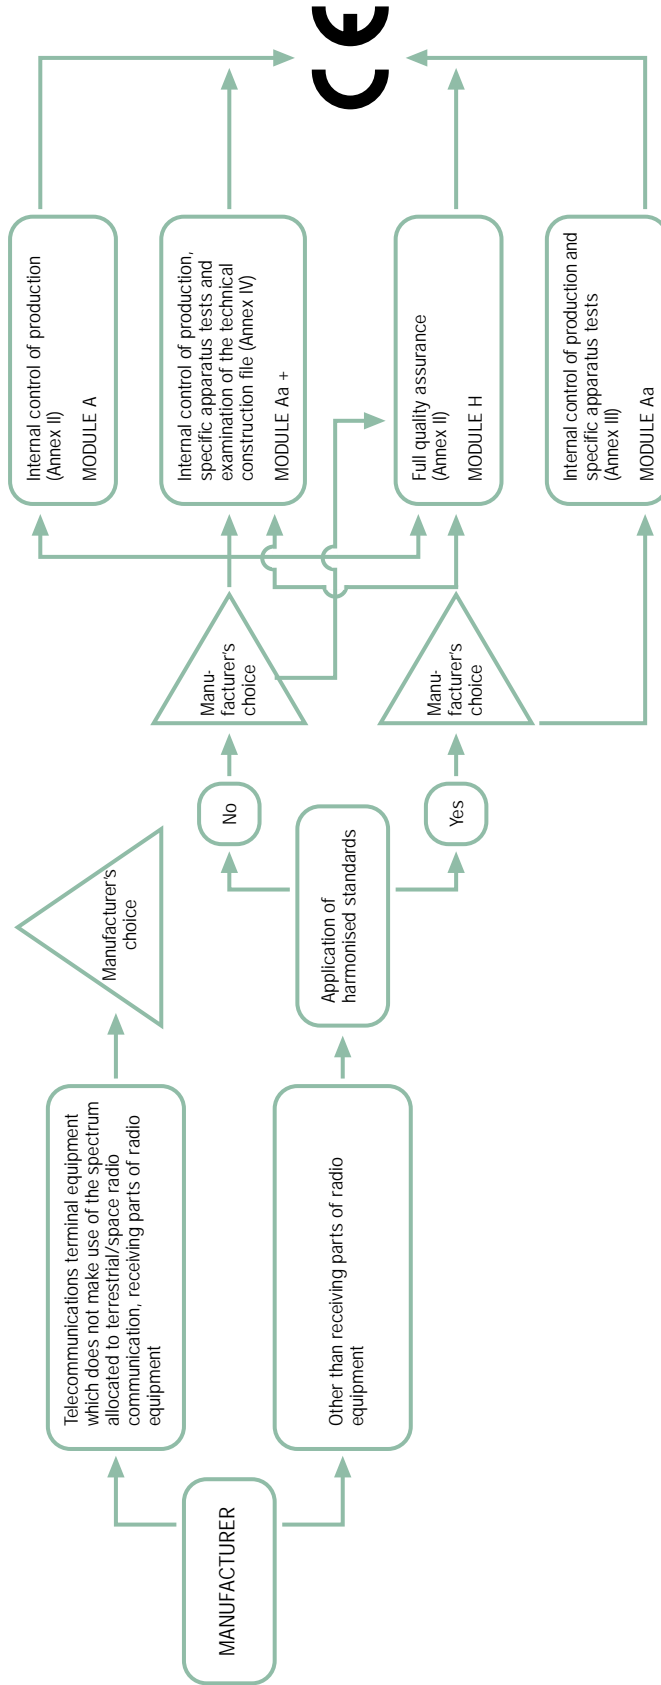 MANUFACTURER
Telecommunications terminal equipment
which does not make use of the spectrum
allocated to terrestrial/space radio
communication, receiving parts of radio
equipment
Other than receiving parts of radio
equipment
Manufacturer's
choice
Application of
harmonised standards
No
Yes
Manu-
facturer's
choice
Manu-
facturer's
choice
Internal control of production
(Annex II)
MODULE A
Internal control of production,
specific apparatus tests and
examination of the technical
construction file (Annex IV)
MODULE Aa +
Full quality assurance
(Annex II)
MODULE H
Internal control of production and
specific apparatus tests
(Annex III)
MODULE Aa
CE